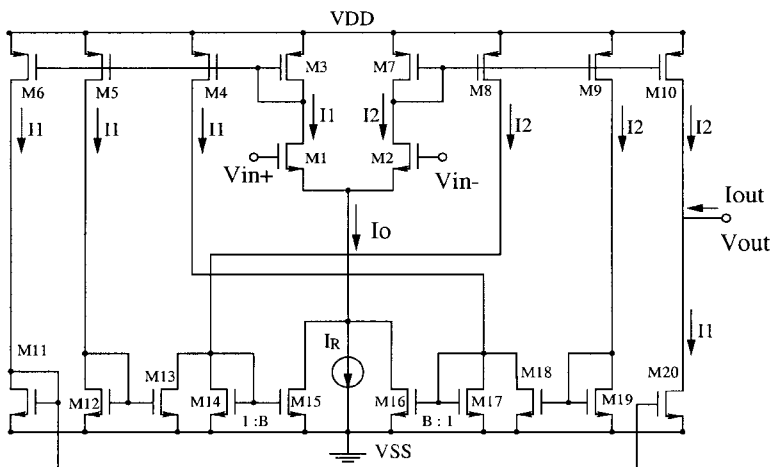 VDD
M6
M5
M4
M3
M7
M8
M9
M10
I1
I1
I1
I1
I2
I2
I2
I2
M1
M2
Vin+
Vin-
Iout
Vout
Io
I1
M11
M12
M13
M14
M15
IR
M16
M17
M18
M19
M20
1 :B
B : 1
VSS